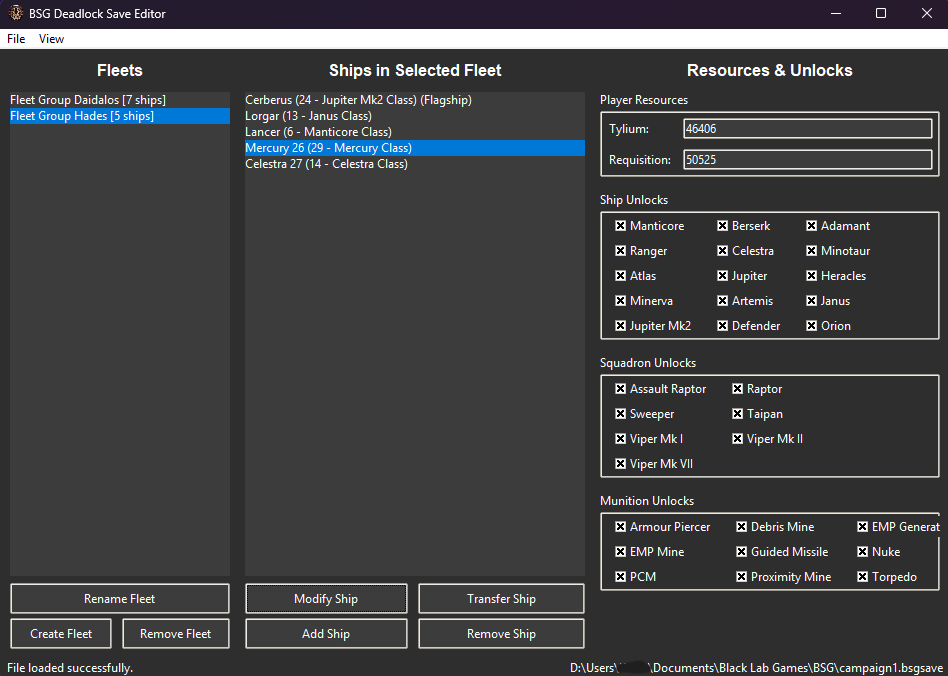 BSG Deadlock Save Editor
File View
Fleets
Fleet Group Daidalos [7 ships]
Fleet Group Hades [5 ships]
Rename Fleet
Create Fleet Remove Fleet
Ships in Selected Fleet
Cerberus (24 - Jupiter Mk2 Class) (Flagship)
Lorgar (13 - Janus Class)
Lancer (6 - Manticore Class)
Mercury 26 (29 - Mercury Class)
Celestra 27 (14 - Celestra Class)
Modify Ship Transfer Ship
Add Ship Remove Ship
Resources & Unlocks
Player Resources
Tylium: 46406
Requisition: 50525
Ship Unlocks
Manticore Berserk Adamant
Ranger Celestra Minotaur
Atlas Jupiter Heracles
Minerva Artemis Janus
Jupiter Mk2 Defender Orion
Squadron Unlocks
Assault Raptor Raptor
Sweeper Taipan
Viper Mk I Viper Mk II
Viper Mk VII
Munition Unlocks
Armour Piercer Debris Mine EMP Generat
EMP Mine Guided Missile Nuke
PCM Proximity Mine Torpedo
File loaded successfully.
D:\Users\ \Documents\Black Lab Games\BSG\campaign1.bsgsave